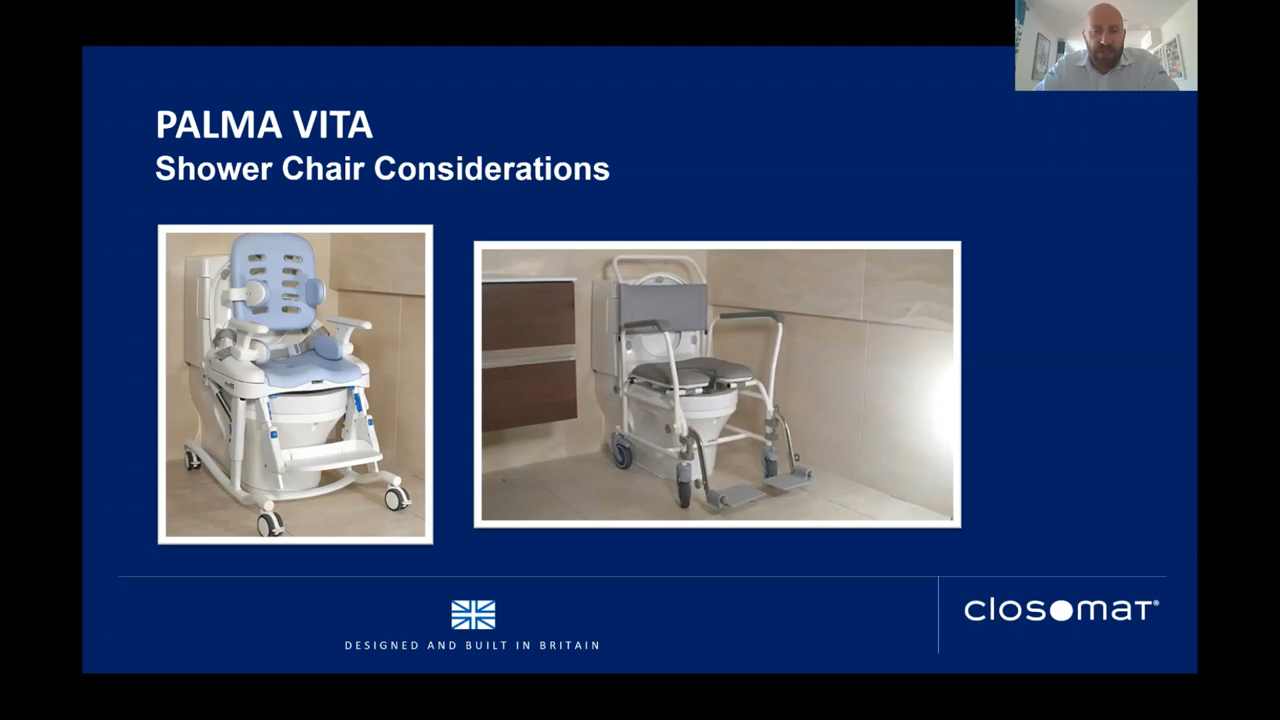 PALMA VITA
Shower Chair Considerations
DESIGNED AND BUILT IN BRITAIN
closomat®